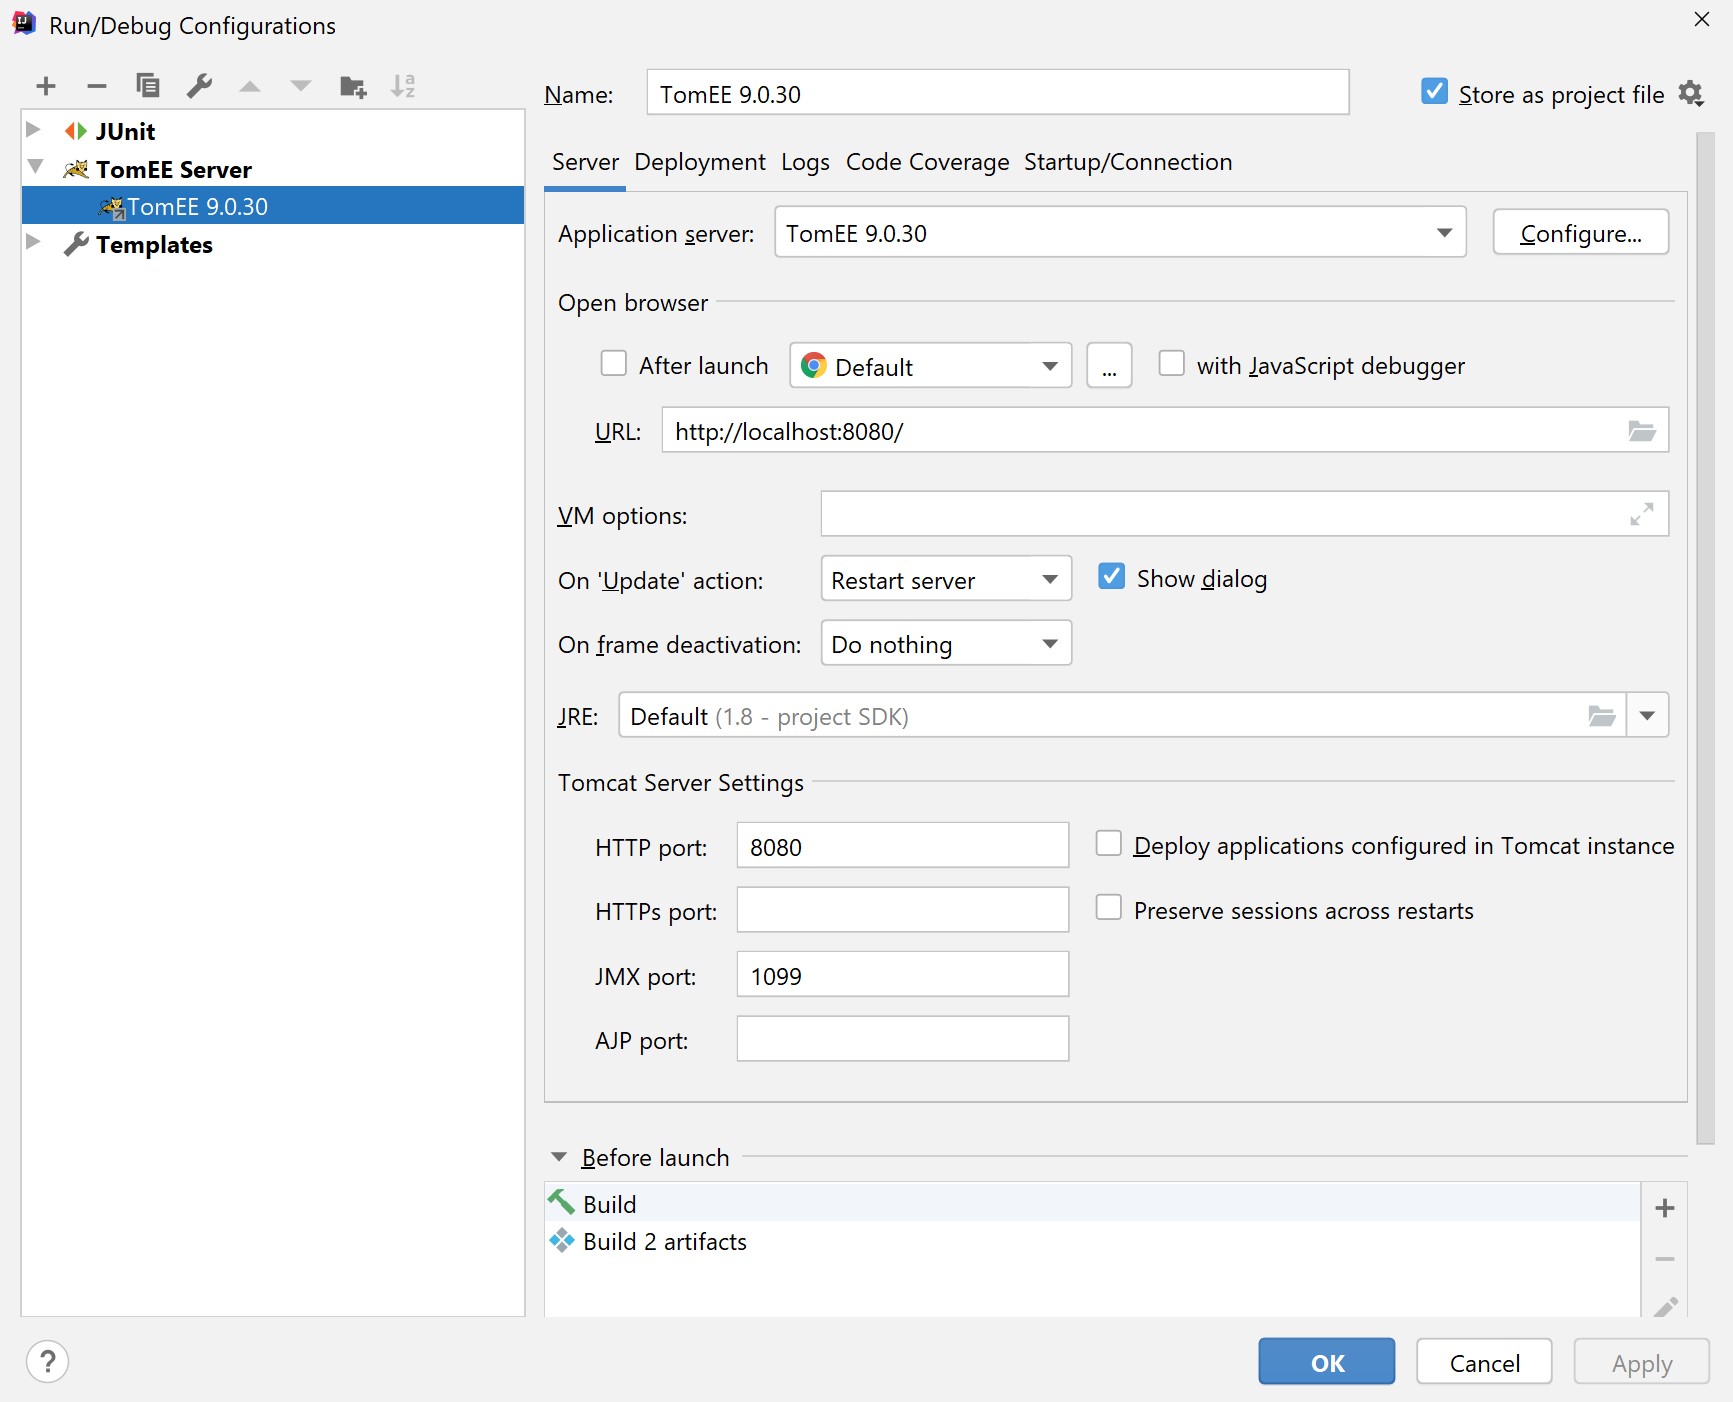 Run/Debug Configurations
JUnit
TomEE Server
TomEE 9.0.30
Templates
Name: TomEE 9.0.30 Store as project file
Server Deployment Logs Code Coverage Startup/Connection
Application server: TomEE 9.0.30 Configure...
Open browser
After launch Default ... with JavaScript debugger
URL: http://localhost:8080/
VM options:
On 'Update' action: Restart server Show dialog
On frame deactivation: Do nothing
JRE: Default (1.8 - project SDK)
Tomcat Server Settings
HTTP port: 8080 Deploy applications configured in Tomcat instance
HTTPs port: Preserve sessions across restarts
JMX port: 1099
AJP port:
Before launch
Build
Build 2 artifacts
? OK Cancel Apply